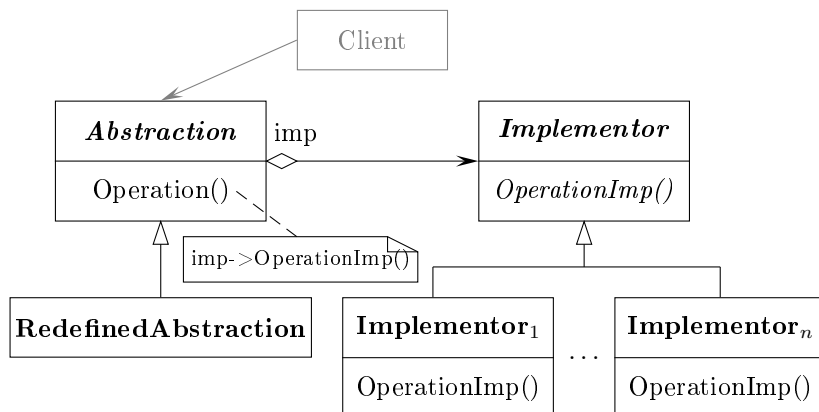 Client
Abstraction
imp
Implementor
Operation()
OperationImp()
imp->OperationImp()
RedefinedAbstraction
Implementor₁
...
Implementorₙ
OperationImp()
OperationImp()